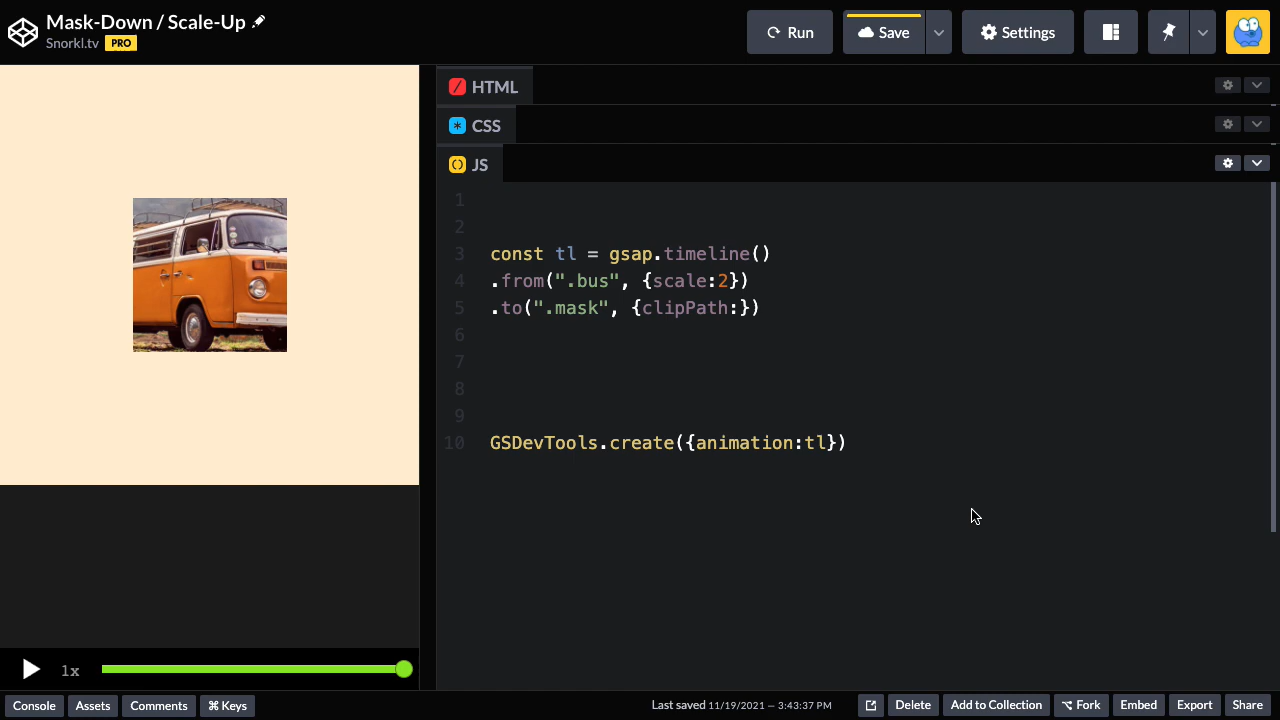 Mask-Down / Scale-Up
Snorkl.tv PRO
Run
Save
Settings
HTML
CSS
JS
1
2
3 const tl = gsap.timeline()
4 .from(".bus", {scale:2})
5 .to(".mask", {clipPath:})
6
7
8
9
10 GSDevTools.create({animation:tl})
1x
Console Assets Comments ⌘ Keys Last saved 11/19/2021 — 3:43:37 PM Delete Add to Collection ⌥ Fork Embed Export Share